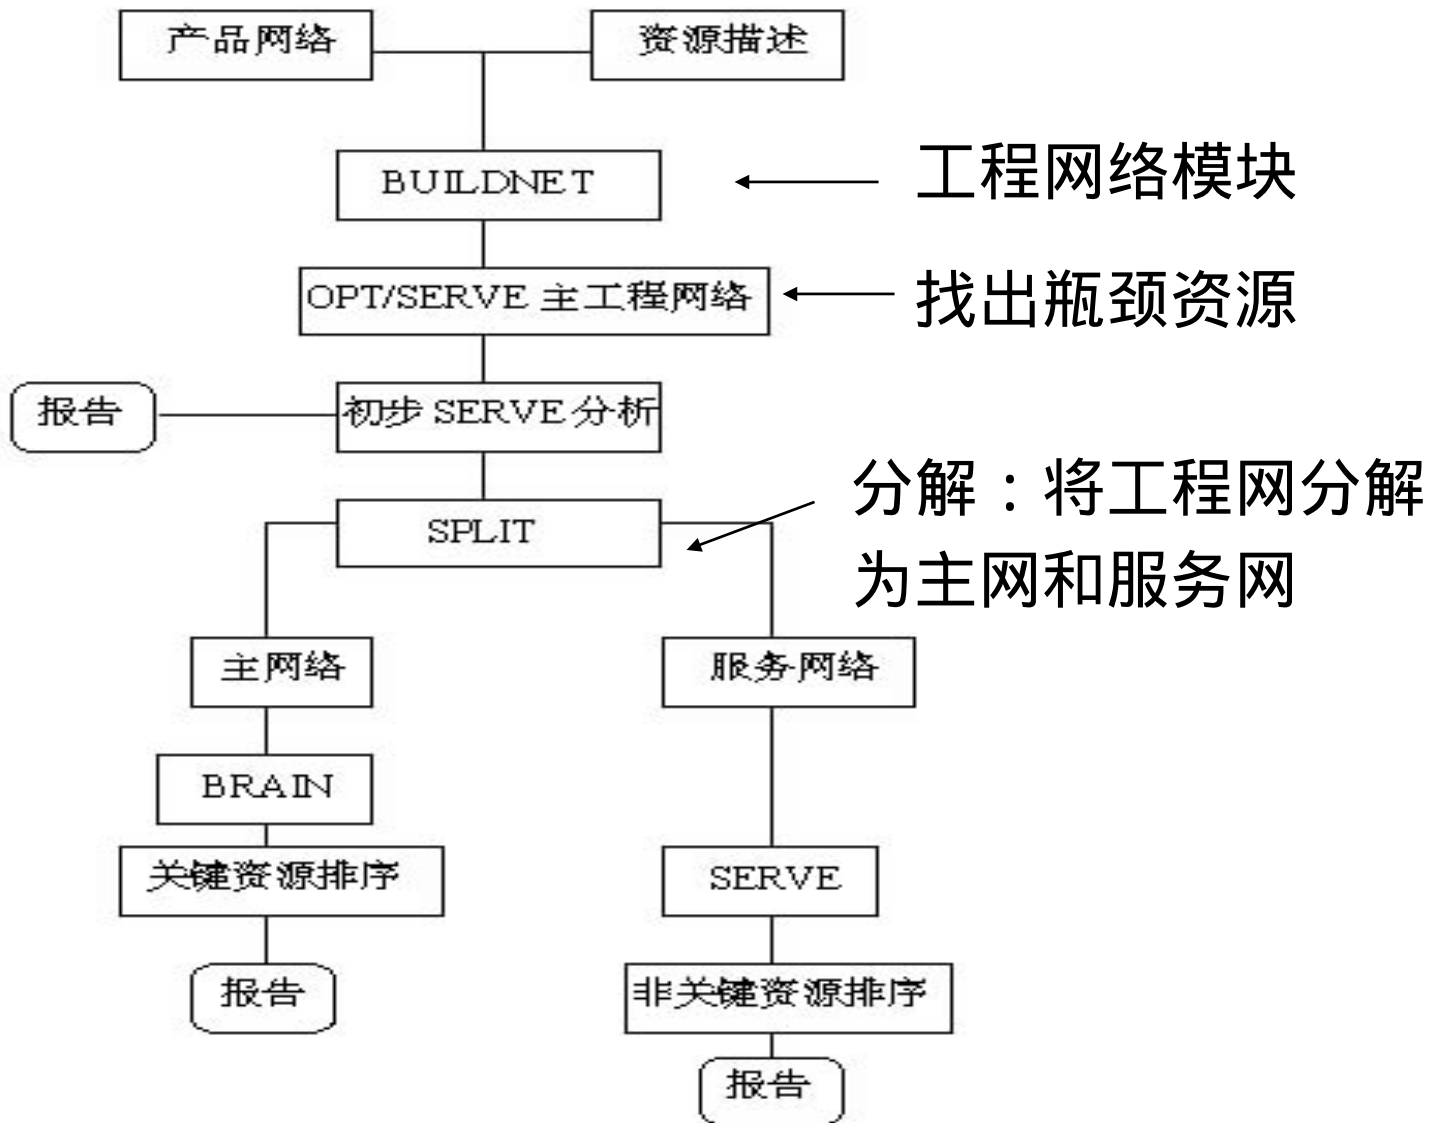 产品网络
资源描述
BUILDNET
工程网络模块
OPT/SERVE 主工程网络
找出瓶颈资源
报告
初步 SERVE 分析
SPLIT
分解：将工程网分解
为主网和服务网
主网络
服务网络
BRAIN
关键资源排序
SERVE
报告
非关键资源排序
报告